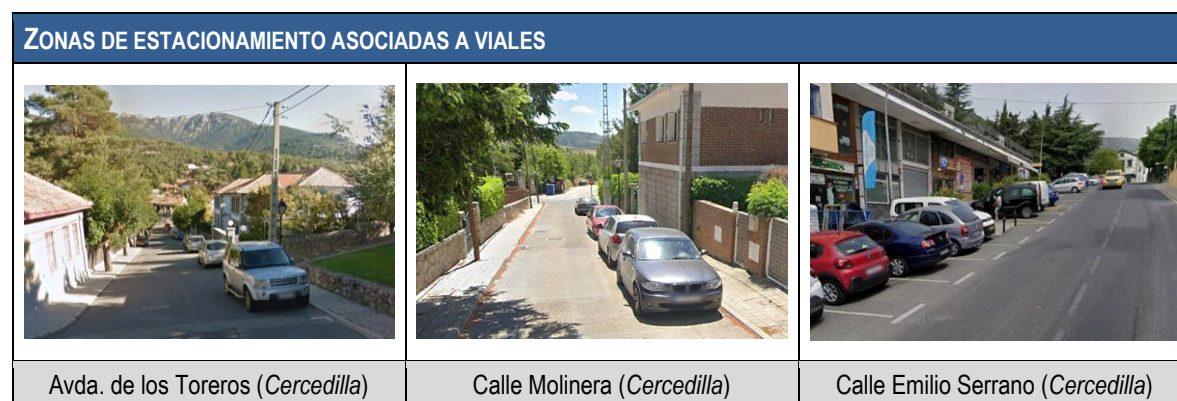 ZONAS DE ESTACIONAMIENTO ASOCIADAS A VIALES
Avda. de los Toreros (Cercedilla)
Calle Molinera (Cercedilla)
Calle Emilio Serrano (Cercedilla)